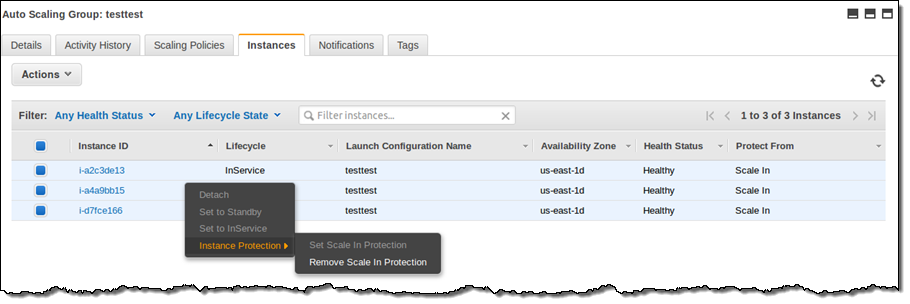 Auto Scaling Group: testtest
Details Activity History Scaling Policies Instances Notifications Tags
Actions
Filter: Any Health Status Any Lifecycle State Filter instances... 1 to 3 of 3 Instances
Instance ID Lifecycle Launch Configuration Name Availability Zone Health Status Protect From
i-a2c3de13 InService testtest us-east-1d Healthy Scale In
i-a4a9bb15 testtest us-east-1d Healthy Scale In
i-d7fce166 testtest us-east-1d Healthy Scale In
Detach
Set to Standby
Set to InService
Instance Protection
Set Scale In Protection
Remove Scale In Protection